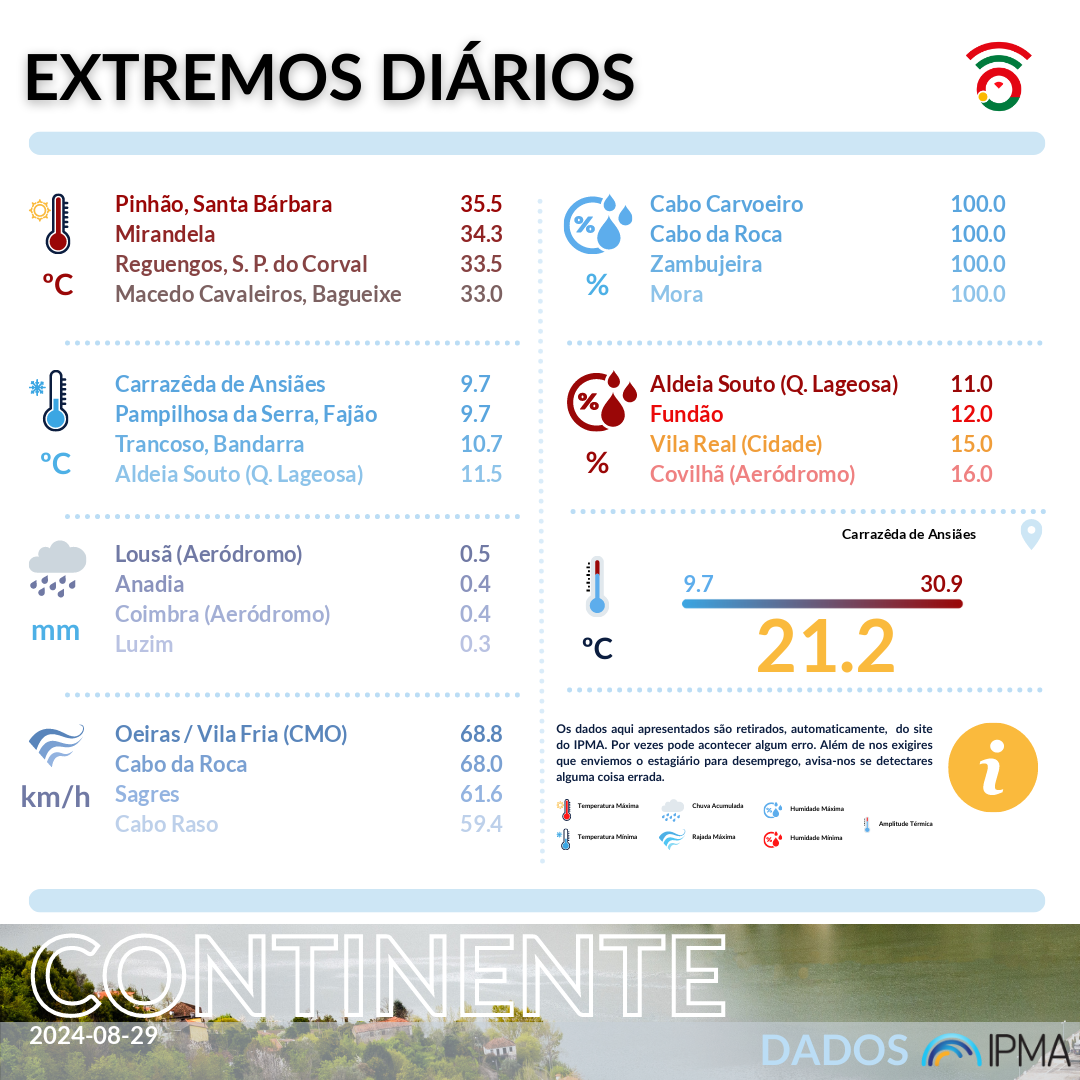 EXTREMOS DIÁRIOS
Pinhão, Santa Bárbara 35.5
Mirandela 34.3
Reguengos, S. P. do Corval 33.5
Macedo Cavaleiros, Bagueixe 33.0
ºC
Carrazêda de Ansiães 9.7
Pampilhosa da Serra, Fajão 9.7
Trancoso, Bandarra 10.7
Aldeia Souto (Q. Lageosa) 11.5
ºC
Lousã (Aeródromo) 0.5
Anadia 0.4
Coimbra (Aeródromo) 0.4
Luzim 0.3
mm
Oeiras / Vila Fria (CMO) 68.8
Cabo da Roca 68.0
Sagres 61.6
Cabo Raso 59.4
km/h
%
Cabo Carvoeiro 100.0
Cabo da Roca 100.0
Zambujeira 100.0
Mora 100.0
%
%
Aldeia Souto (Q. Lageosa) 11.0
Fundão 12.0
Vila Real (Cidade) 15.0
Covilhã (Aeródromo) 16.0
%
Carrazêda de Ansiães
9.7 30.9
21.2
ºC
Os dados aqui apresentados são retirados, automaticamente, do site
do IPMA. Por vezes pode acontecer algum erro. Além de nos exigires
que enviemos o estagiário para desemprego, avisa-nos se detectares
alguma coisa errada.
i
Temperatura Máxima
Chuva Acumulada
Humidade Máxima
Amplitude Térmica
Temperatura Mínima
Rajada Máxima
Humidade Mínima
CONTINENTE
2024-08-29
DADOS IPMA